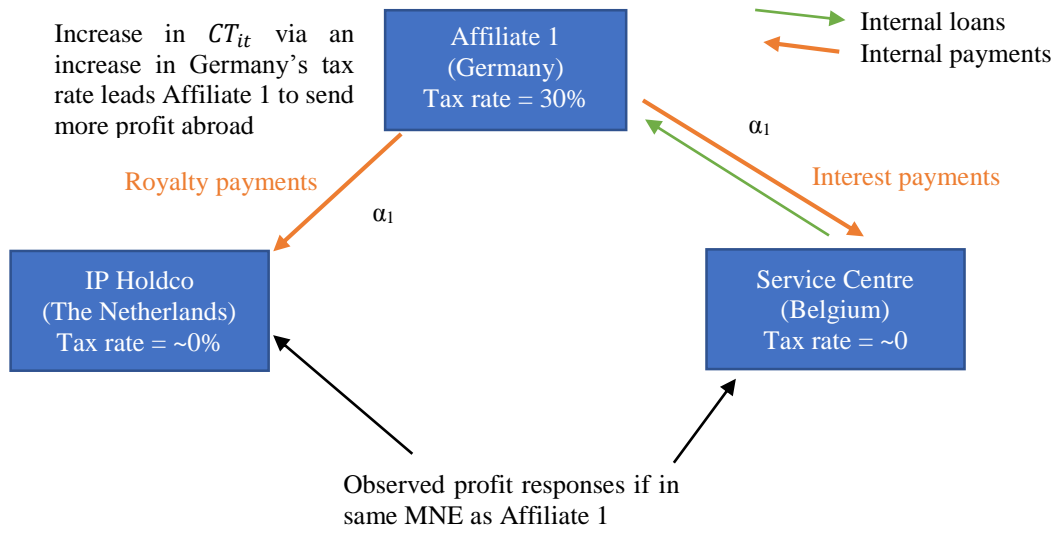 Increase in CTit via an
increase in Germany's tax
rate leads Affiliate 1 to send
more profit abroad
Affiliate 1
(Germany)
Tax rate = 30%
Internal loans
Internal payments
α1
Royalty payments
Interest payments
α1
IP Holdco
(The Netherlands)
Tax rate = ~0%
Service Centre
(Belgium)
Tax rate = ~0
Observed profit responses if in
same MNE as Affiliate 1